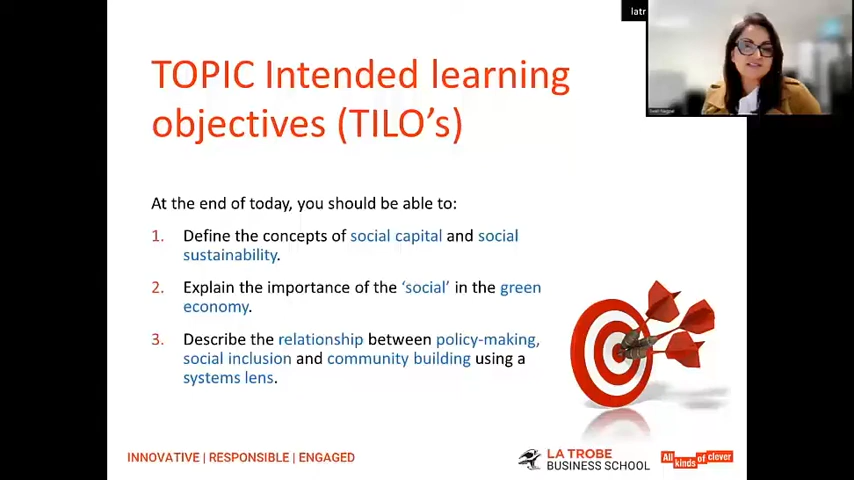 latr
TOPIC Intended learning
objectives (TILO's)
At the end of today, you should be able to:
1. Define the concepts of social capital and social
sustainability.
2. Explain the importance of the ‘social’ in the green
economy.
3. Describe the relationship between policy-making,
social inclusion and community building using a
systems lens.
INNOVATIVE | RESPONSIBLE | ENGAGED
LA TROBE
BUSINESS SCHOOL
All kinds of clever